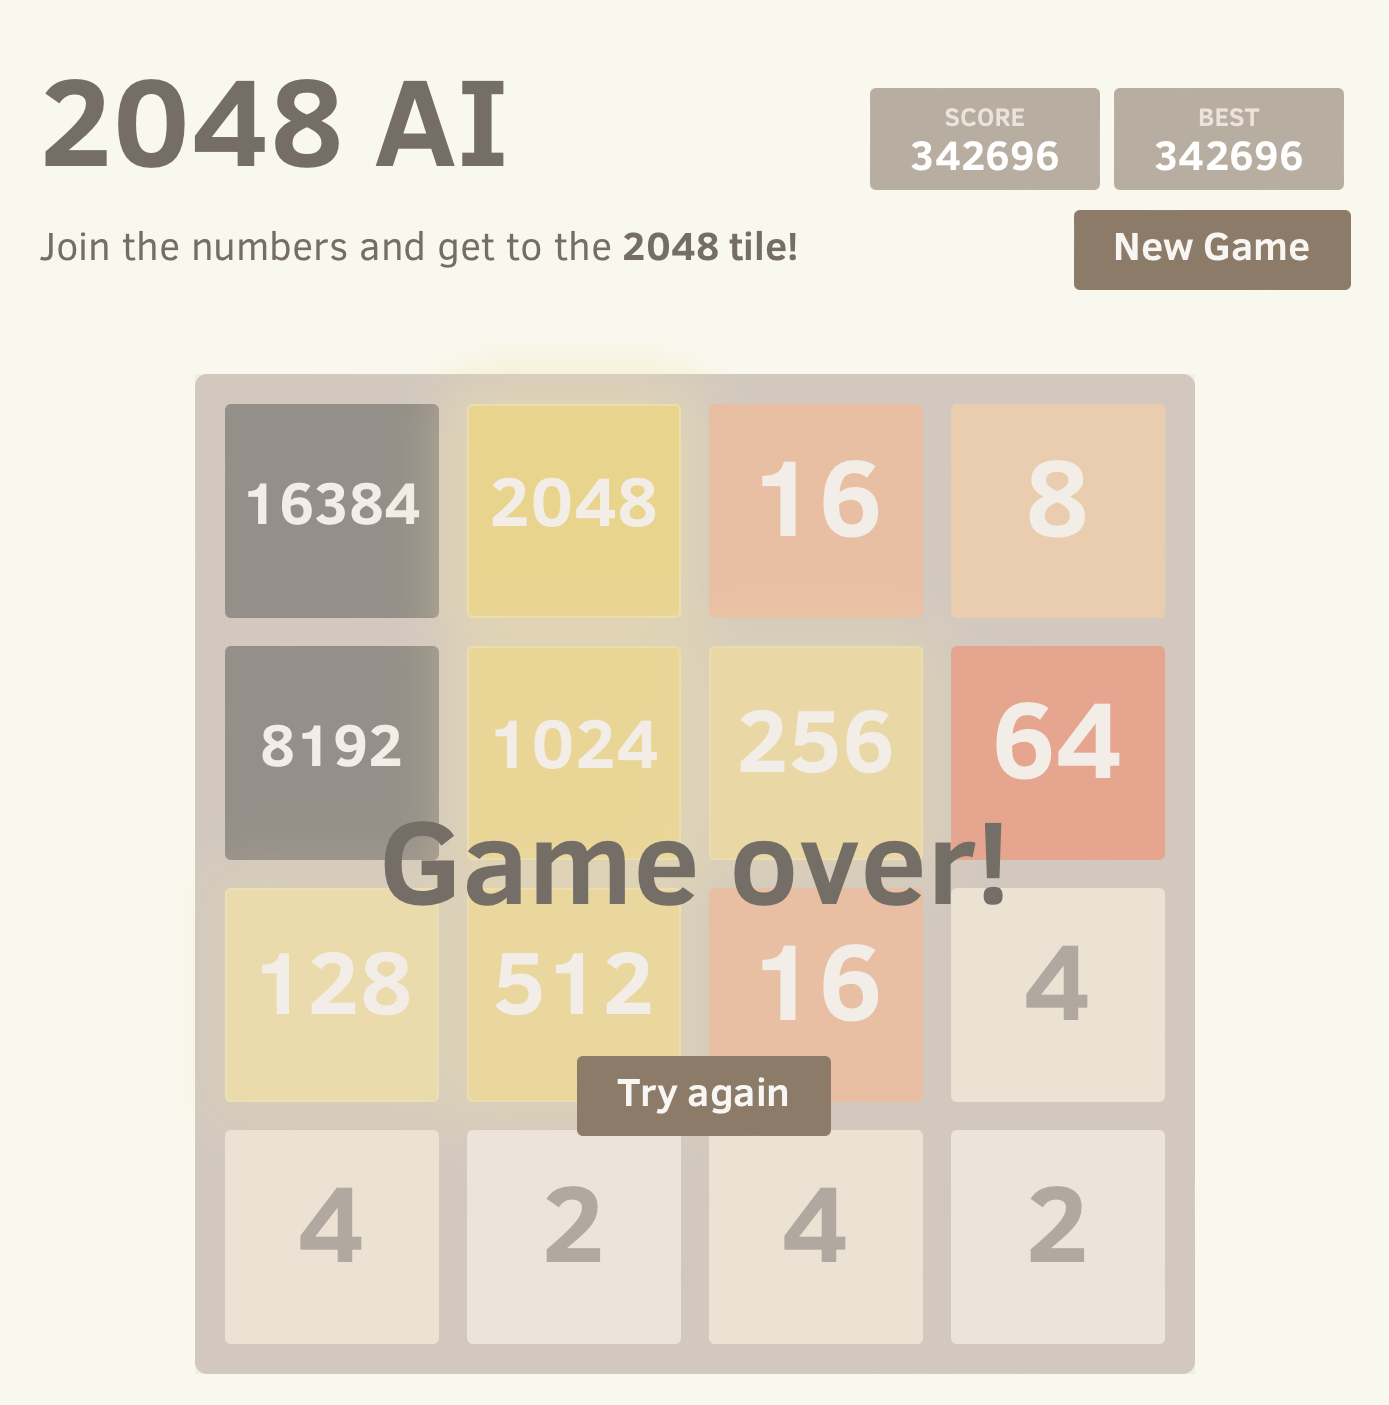 2048 AI
SCORE
342696
BEST
342696
Join the numbers and get to the 2048 tile!
New Game
16384 2048 16 8
8192 1024 256 64
Game over!
128 512 16 4
Try again
4 2 4 2